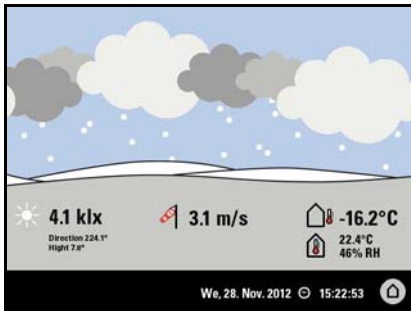 4.1 klx
Direction 224.1°
Hight 7.8°
3.1 m/s
-16.2°C
22.4°C
46% RH
We, 28. Nov. 2012 15:22:53